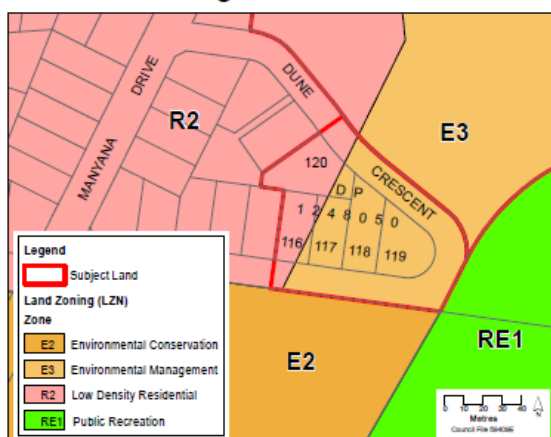 MANYANA DRIVE
DUNE CRESCENT
R2
E3
120
D P
1 2 4 8 0 5 0
116 117 118 119
E2
RE1
Legend
Subject Land
Land Zoning (LZN)
Zone
E2 Environmental Conservation
E3 Environmental Management
R2 Low Density Residential
RE1 Public Recreation
0 10 20 30 40
Metres